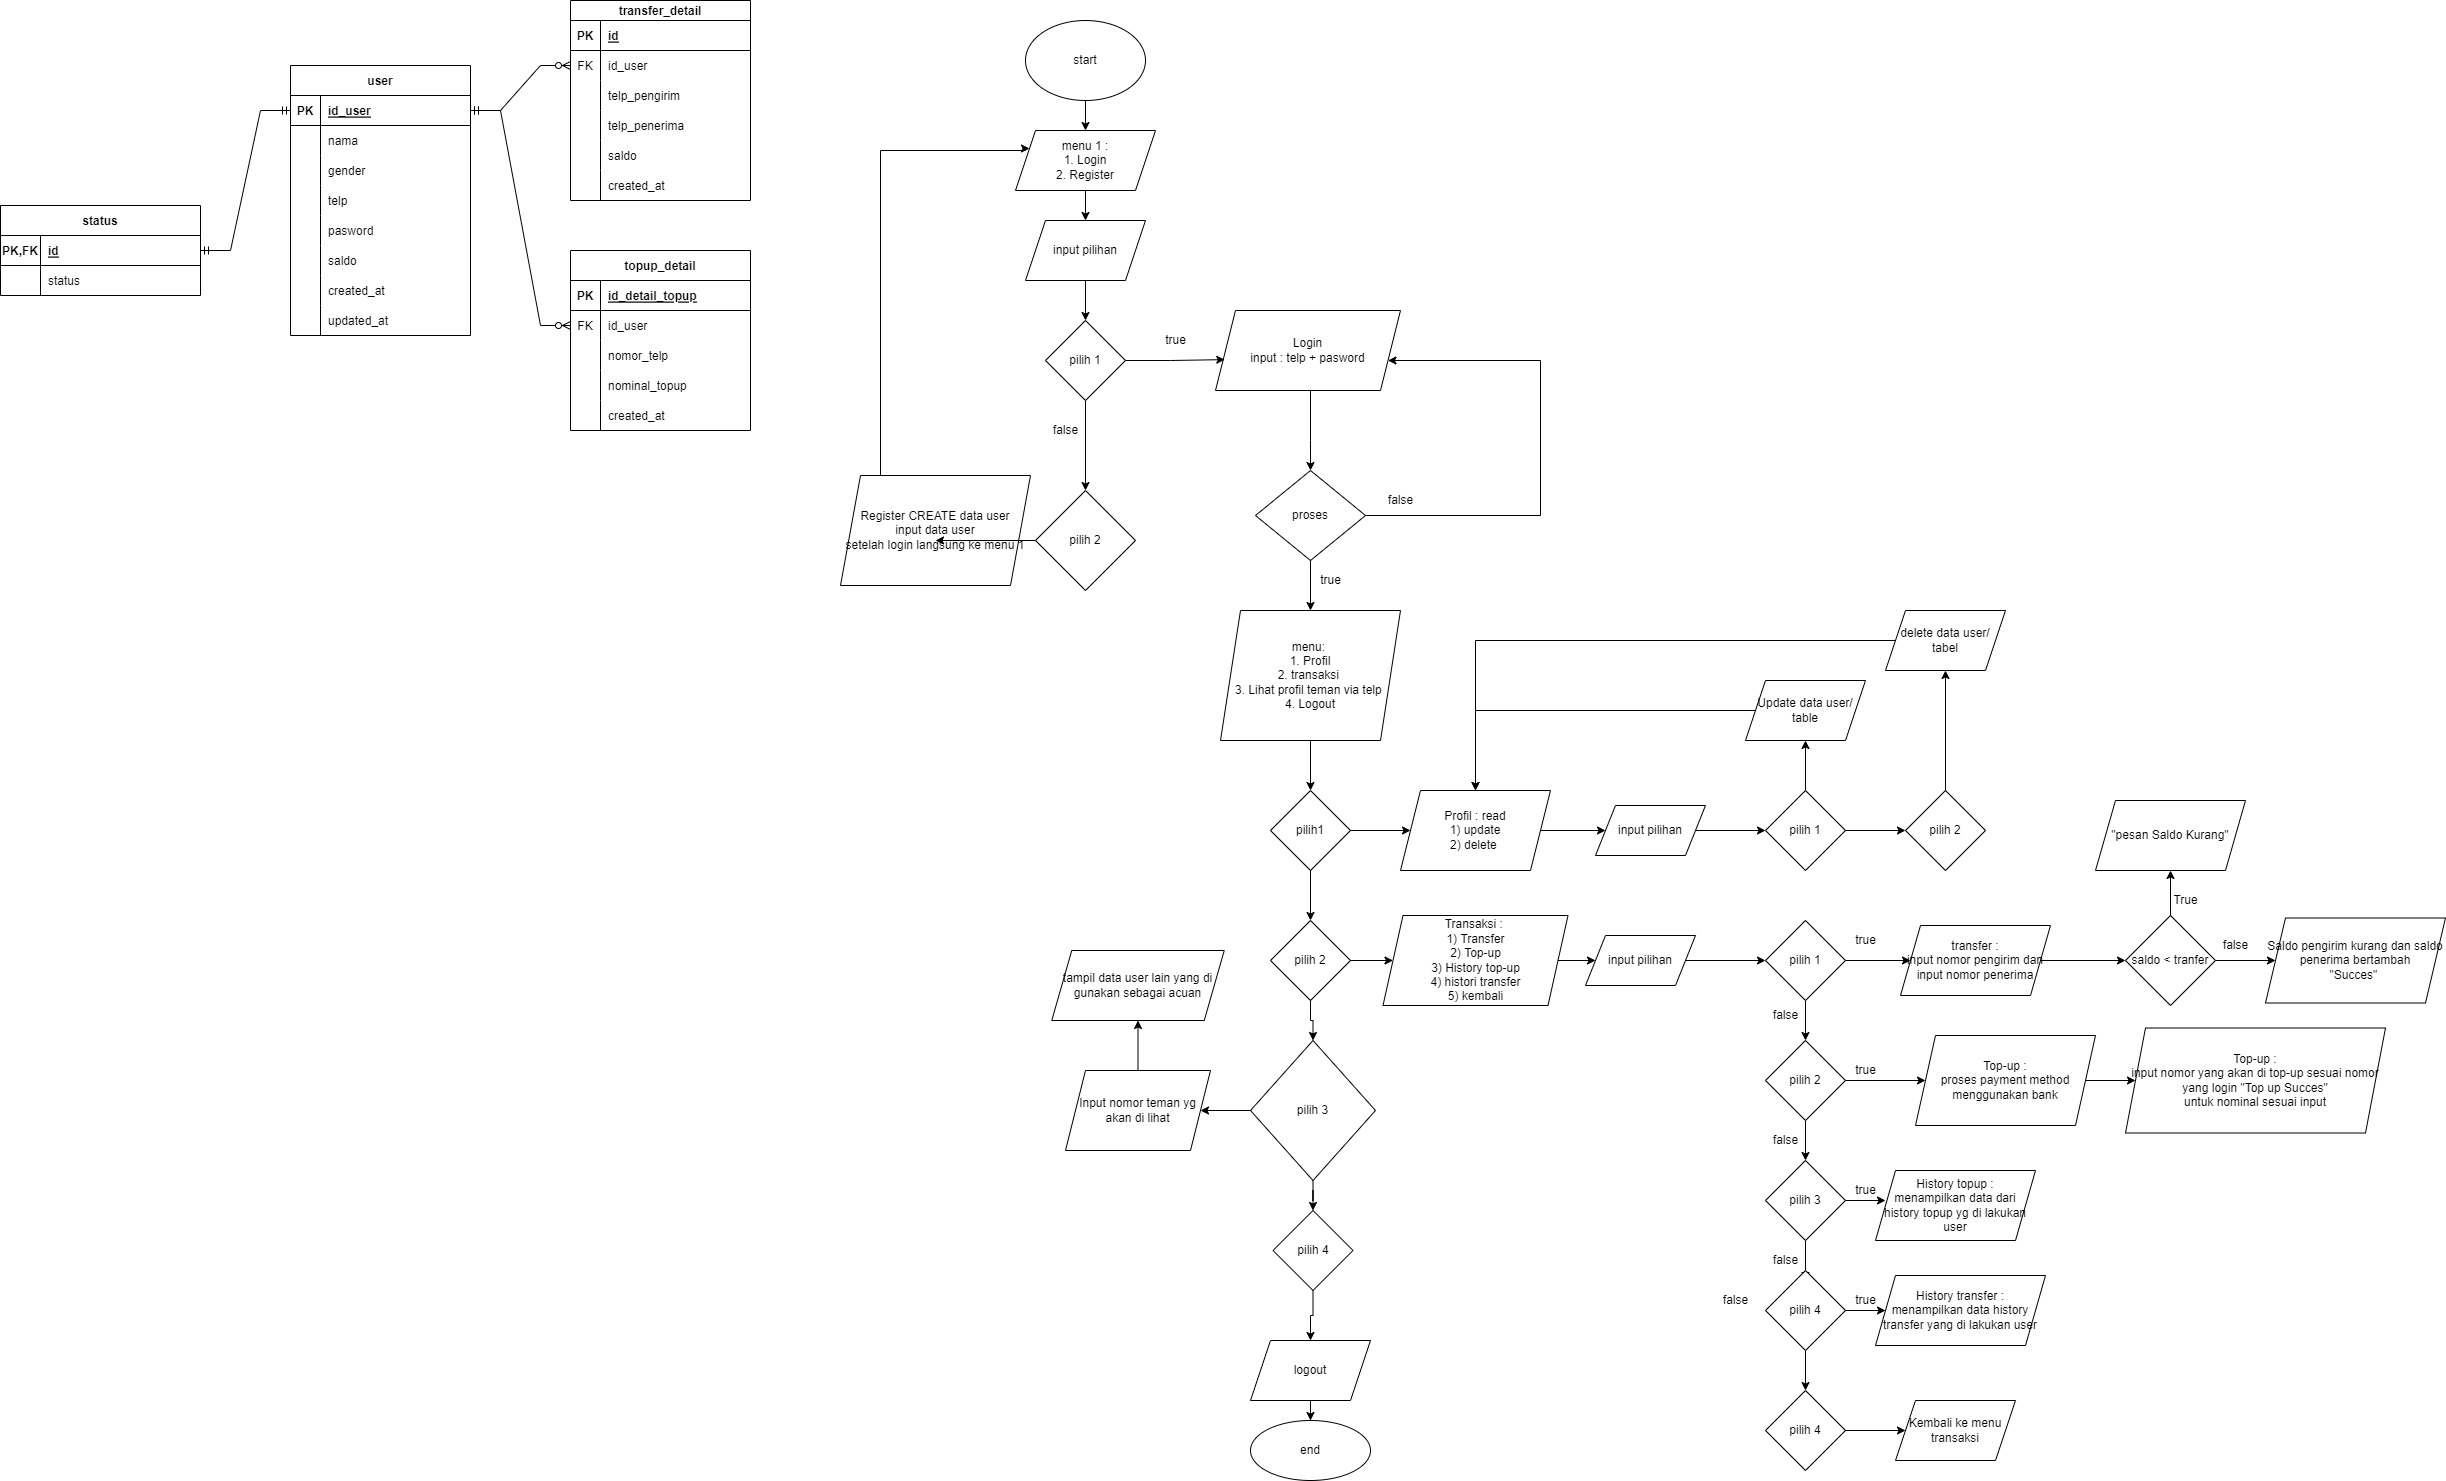 transfer_detail
PK
id
FK
id_user
telp_pengirim
telp_penerima
saldo
created_at
user
PK
id_user
nama
gender
telp
pasword
saldo
created_at
updated_at
status
PK,FK
id
status
topup_detail
PK
id_detail_topup
FK
id_user
nomor_telp
nominal_topup
created_at
start
menu 1 :
1. Login
2. Register
input pilihan
pilih 1
true
false
Login
input : telp + pasword
pilih 2
Register CREATE data user
input data user
setelah login langsung ke menu 1
proses
false
true
menu:
1. Profil
2. transaksi
3. Lihat profil teman via telp
4. Logout
pilih1
Profil : read
1) update
2) delete
input pilihan
pilih 1
Update data user/
table
pilih 2
delete data user/
tabel
pilih 2
Transaksi :
1) Transfer
2) Top-up
3) History top-up
4) histori transfer
5) kembali
input pilihan
pilih 1
true
false
transfer :
input nomor pengirim dan
input nomor penerima
saldo < tranfer
True
"pesan Saldo Kurang"
false
Saldo pengirim kurang dan saldo
penerima bertambah
"Succes"
pilih 2
true
false
Top-up :
proses payment method
menggunakan bank
Top-up :
input nomor yang akan di top-up sesuai nomor
yang login "Top up Succes"
untuk nominal sesuai input
pilih 3
true
false
History topup :
menampilkan data dari
history topup yg di lakukan
user
false
pilih 4
true
History transfer :
menampilkan data history
transfer yang di lakukan user
pilih 4
Kembali ke menu
transaksi
pilih 3
Input nomor teman yg
akan di lihat
tampil data user lain yang di
gunakan sebagai acuan
pilih 4
logout
end